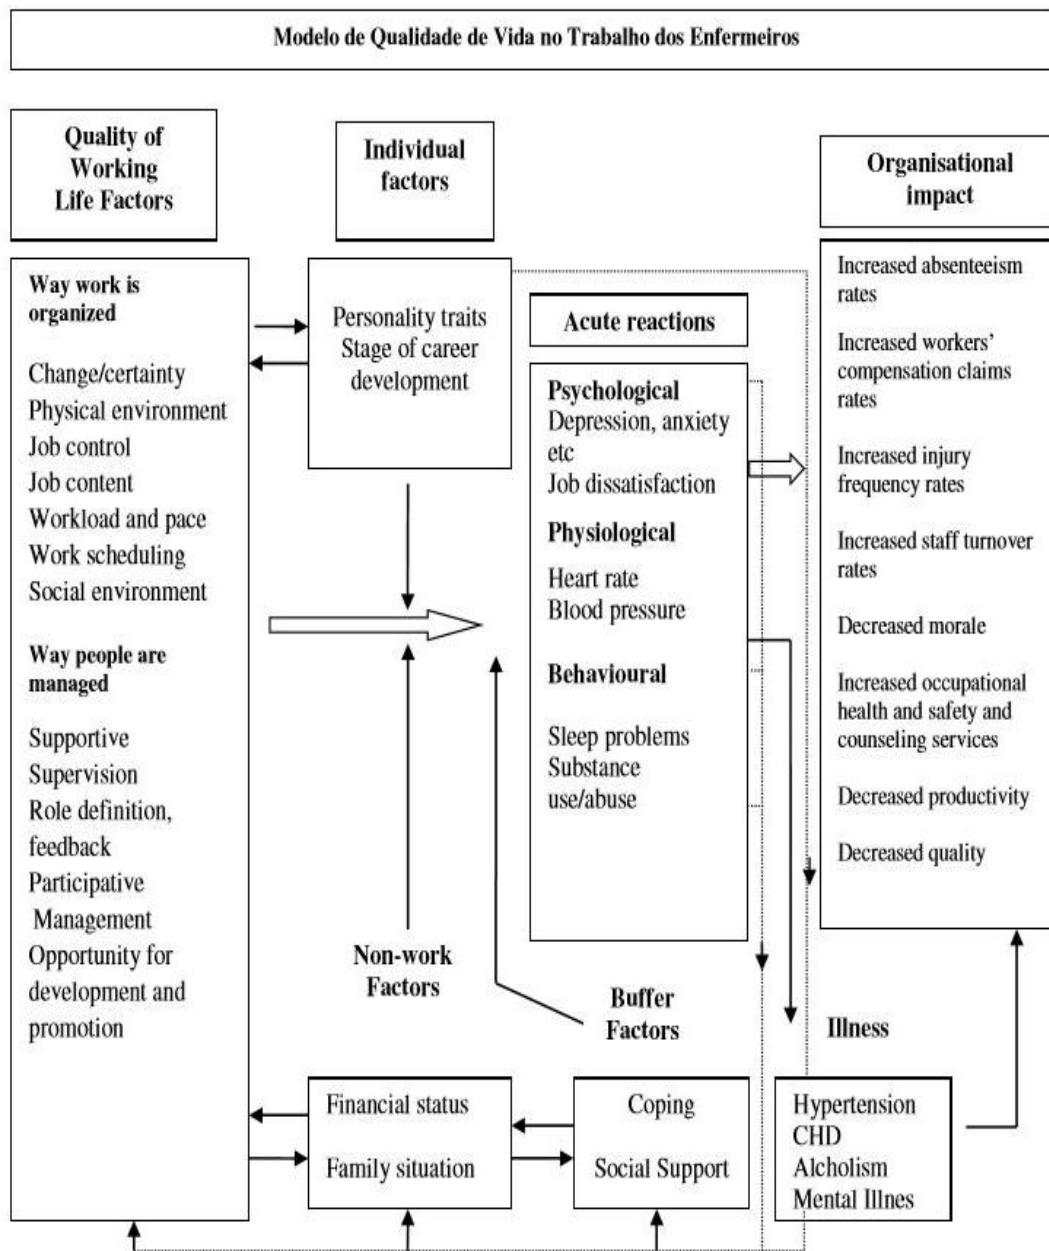 Modelo de Qualidade de Vida no Trabalho dos Enfermeiros
Quality of
Working
Life Factors
Individual
factors
Organisational
impact
Way work is
organized
Change/certainty
Physical environment
Job control
Job content
Workload and pace
Work scheduling
Social environment
Way people are
managed
Supportive
Supervision
Role definition,
feedback
Participative
Management
Opportunity for
development and
promotion
Personality traits
Stage of career
development
Acute reactions
Psychological
Depression, anxiety
etc
Job dissatisfaction
Physiological
Heart rate
Blood pressure
Behavioural
Sleep problems
Substance
use/abuse
Increased absenteeism
rates
Increased workers'
compensation claims
rates
Increased injury
frequency rates
Increased staff turnover
rates
Decreased morale
Increased occupational
health and safety and
counseling services
Decreased productivity
Decreased quality
Non-work
Factors
Buffer
Factors
Illness
Financial status
Family situation
Coping
Social Support
Hypertension
CHD
Alcholism
Mental Illnes